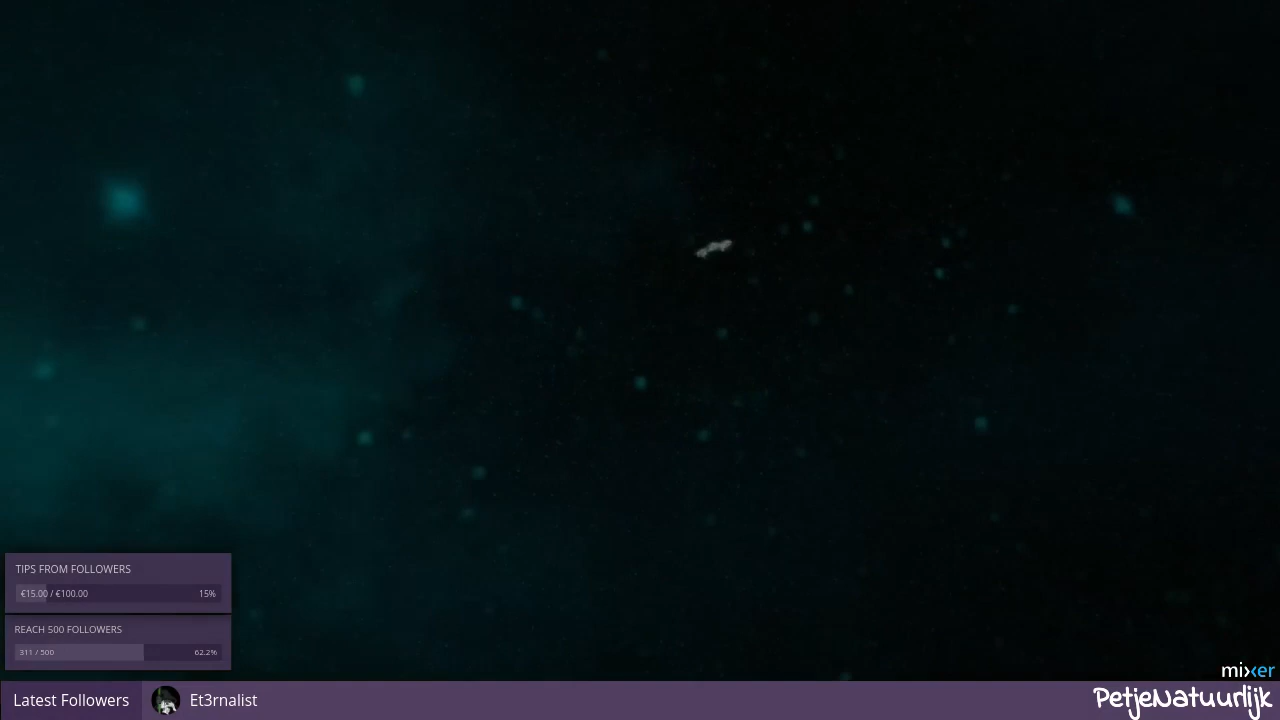 TIPS FROM FOLLOWERS
€15.00 / €100.00 15%
REACH 500 FOLLOWERS
311 / 500 62.2%
mixer
Latest Followers Et3rnalist
PetjeNatuurlijk